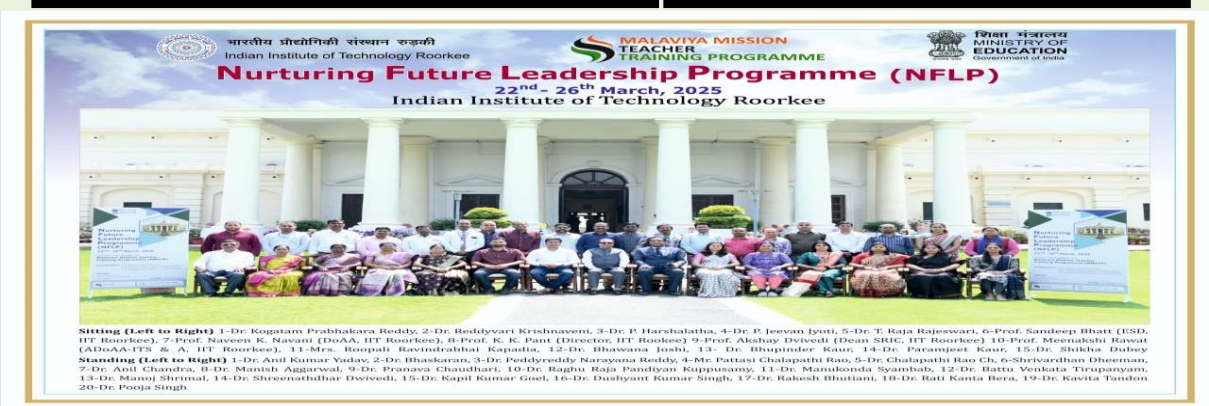 भारतीय प्रौद्योगिकी संस्थान रुड़की
Indian Institute of Technology Roorkee
MALAVIYA MISSION
TEACHER
TRAINING PROGRAMME
शिक्षा मंत्रालय
MINISTRY OF
EDUCATION
Government of India
Nurturing Future Leadership Programme (NFLP)
22nd - 26th March, 2025
Indian Institute of Technology Roorkee
Nurturing
Future
Leadership
Programme
(NFLP)
Nurturing
Future
Leadership
Programme
(NFLP)
Sitting (Left to Right) 1-Dr. Kogatam Prabhakara Reddy, 2-Dr. Reddyvari Krishnaveni, 3-Dr. P. Harshalatha, 4-Dr. P. Jeevan Jyoti, 5-Dr. T. Raja Rajeswari, 6-Prof. Sandeep Bhatt (ESD,
IIT Roorkee), 7-Prof. Naveen K. Navani (DoAA, IIT Roorkee), 8-Prof. K. K. Pant (Director, IIT Rookee) 9-Prof. Akshay Dvivedi (Dean SRIC, IIT Roorkee) 10-Prof. Meenakshi Rawat
(ADoAA-ITS & A, IIT Roorkee), 11-Mrs. Roopali Ravindrabhai Kapadia, 12-Dr. Bhawana Joshi, 13- Dr. Bhupinder Kaur, 14-Dr. Paramjeet Kaur, 15-Dr. Shikha Dubey
Standing (Left to Right) 1-Dr. Anil Kumar Yadav, 2-Dr. Bhaskaran, 3-Dr. Peddyreddy Narayana Reddy, 4-Mr. Pattasi Chalapathi Rao, 5-Dr. Chalapathi Rao Ch, 6-Shrivardhan Dheeman,
7-Dr. Anil Chandra, 8-Dr. Manish Aggarwal, 9-Dr. Pranava Chaudhari, 10-Dr. Raghu Raja Pandiyan Kuppusamy, 11-Dr. Manukonda Syambab, 12-Dr. Battu Venkata Tirupanyam,
13-Dr. Manoj Shrimal, 14-Dr. Shreenathdhar Dwivedi, 15-Dr. Kapil Kumar Goel, 16-Dr. Dushyant Kumar Singh, 17-Dr. Rakesh Bhutiani, 18-Dr. Rati Kanta Bera, 19-Dr. Kavita Tandon
20-Dr. Pooja Singh